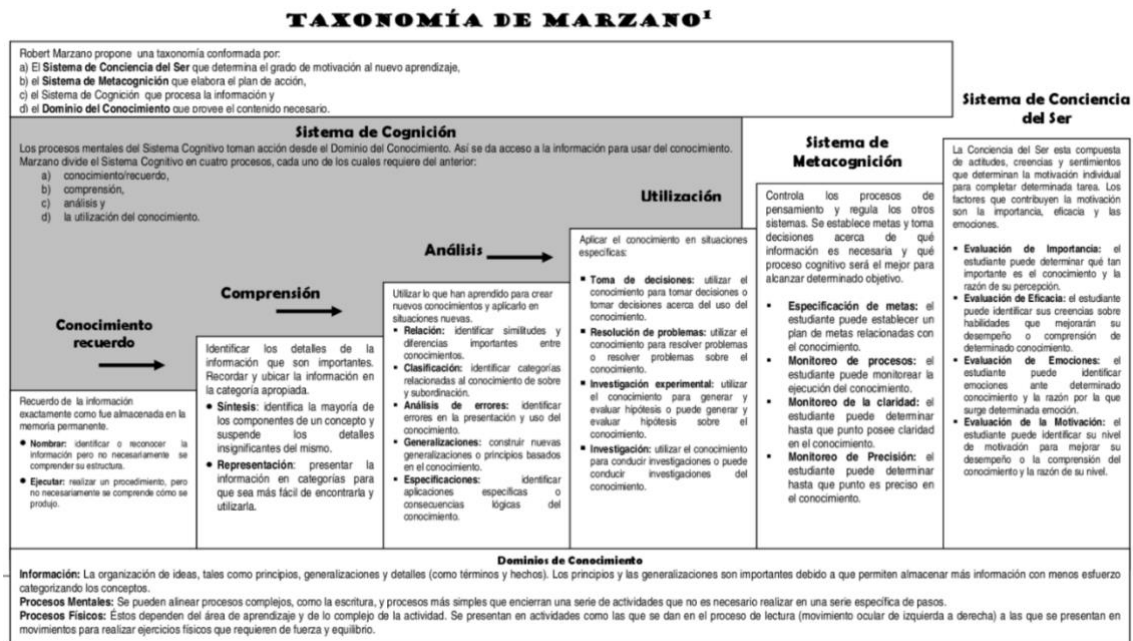 TAXONOMÍA DE MARZANO¹
Robert Marzano propone una taxonomía conformada por:
a) El Sistema de Conciencia del Ser que determina el grado de motivación al nuevo aprendizaje,
b) el Sistema de Metacognición que elabora el plan de acción,
c) el Sistema de Cognición que procesa la información y
d) el Dominio del Conocimiento que provee el contenido necesario.
Sistema de Cognición
Los procesos mentales del Sistema Cognitivo toman acción desde el Dominio del Conocimiento. Así se da acceso a la información para usar del conocimiento.
Marzano divide el Sistema Cognitivo en cuatro procesos, cada uno de los cuales requiere del anterior:
a) conocimiento/recuerdo,
b) comprensión,
c) análisis y
d) la utilización del conocimiento.
Conocimiento
recuerdo
Recuerdo de la información
exactamente como fue almacenada en la
memoria permanente.
● Nombrar: identificar o reconocer la
información pero no necesariamente se
comprender su estructura.
● Ejecutar: realizar un procedimiento, pero
no necesariamente se comprende cómo se
produjo.
Comprensión
Identificar los detalles de la
información que son importantes.
Recordar y ubicar la información en
la categoría apropiada.
● Síntesis: identifica la mayoría de
los componentes de un concepto y
suspende los detalles
insignificantes del mismo.
● Representación: presentar la
información en categorías para
que sea más fácil de encontrarla y
utilizarla.
Análisis
Utilizar lo que han aprendido para crear
nuevos conocimientos y aplicarlo en
situaciones nuevas.
▪ Relación: identificar similitudes y
diferencias importantes entre
conocimientos.
▪ Clasificación: identificar categorías
relacionadas al conocimiento de sobre
y subordinación.
▪ Análisis de errores: identificar
errores en la presentación y uso del
conocimiento.
▪ Generalizaciones: construir nuevas
generalizaciones o principios basados
en el conocimiento.
▪ Especificaciones: identificar
aplicaciones específicas o
consecuencias lógicas del
conocimiento.
Utilización
Aplicar el conocimiento en situaciones
específicas:
▪ Toma de decisiones: utilizar el
conocimiento para tomar decisiones o
tomar decisiones acerca del uso del
conocimiento.
▪ Resolución de problemas: utilizar el
conocimiento para resolver problemas
o resolver problemas sobre el
conocimiento.
▪ Investigación experimental: utilizar
el conocimiento para generar y
evaluar hipótesis o puede generar y
evaluar hipótesis sobre el
conocimiento.
▪ Investigación: utilizar el conocimiento
para conducir investigaciones o puede
conducir investigaciones del
conocimiento.
Sistema de
Metacognición
Controla los procesos de
pensamiento y regula los otros
sistemas. Se establece metas y toma
decisiones acerca de qué
información es necesaria y qué
proceso cognitivo será el mejor para
alcanzar determinado objetivo.
▪ Especificación de metas: el
estudiante puede establecer un
plan de metas relacionadas con
el conocimiento.
▪ Monitoreo de procesos: el
estudiante puede monitorear la
ejecución del conocimiento.
▪ Monitoreo de la claridad: el
estudiante puede determinar
hasta que punto posee claridad
en el conocimiento.
▪ Monitoreo de Precisión: el
estudiante puede determinar
hasta que punto es preciso en
el conocimiento.
Sistema de Conciencia
del Ser
La Conciencia del Ser esta compuesta
de actitudes, creencias y sentimientos
que determinan la motivación individual
para completar determinada tarea. Los
factores que contribuyen la motivación
son la importancia, eficacia y las
emociones.
▪ Evaluación de Importancia: el
estudiante puede determinar qué tan
importante es el conocimiento y la
razón de su percepción.
▪ Evaluación de Eficacia: el estudiante
puede identificar sus creencias sobre
habilidades que mejorarán su
desempeño o comprensión de
determinado conocimiento.
▪ Evaluación de Emociones: el
estudiante puede identificar
emociones ante determinado
conocimiento y la razón por la que
surge determinada emoción.
▪ Evaluación de la Motivación: el
estudiante puede identificar su nivel
de motivación para mejorar su
desempeño o la comprensión del
conocimiento y la razón de su nivel.
Dominios de Conocimiento
Información: La organización de ideas, tales como principios, generalizaciones y detalles (como términos y hechos). Los principios y las generalizaciones son importantes debido a que permiten almacenar más información con menos esfuerzo
categorizando los conceptos.
Procesos Mentales: Se pueden alinear procesos complejos, como la escritura, y procesos más simples que encierran una serie de actividades que no es necesario realizar en una serie específica de pasos.
Procesos Físicos: Éstos dependen del área de aprendizaje y de lo complejo de la actividad. Se presentan en actividades como las que se dan en el proceso de lectura (movimiento ocular de izquierda a derecha) a las que se presentan en
movimientos para realizar ejercicios físicos que requieren de fuerza y equilibrio.